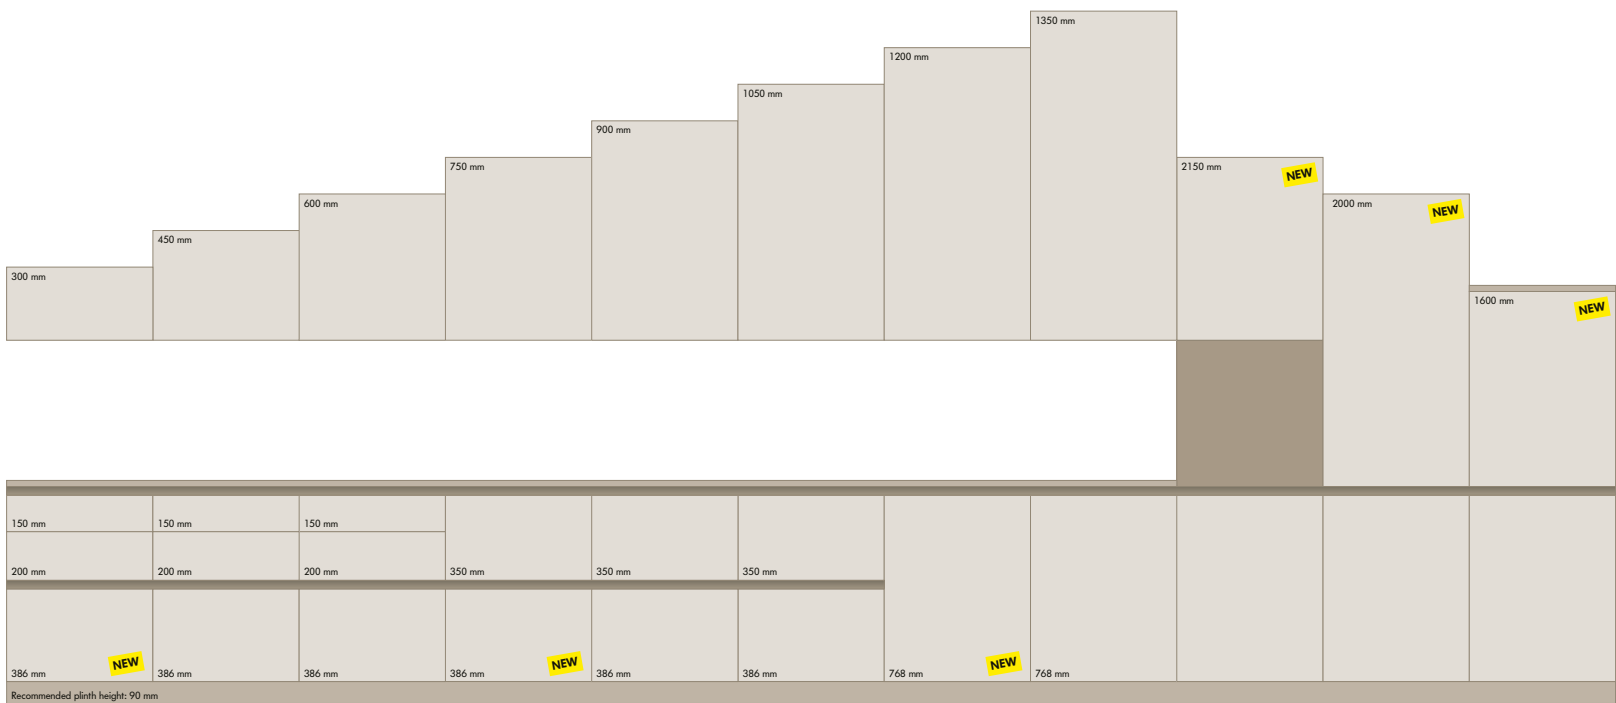 1350 mm
1200 mm
1050 mm
900 mm
750 mm
2150 mm
NEW
600 mm
2000 mm
NEW
450 mm
300 mm
1600 mm
NEW
150 mm
150 mm
150 mm
200 mm
200 mm
200 mm
350 mm
350 mm
350 mm
386 mm
NEW
386 mm
386 mm
386 mm
NEW
386 mm
386 mm
768 mm
NEW
768 mm
Recommended plinth height: 90 mm